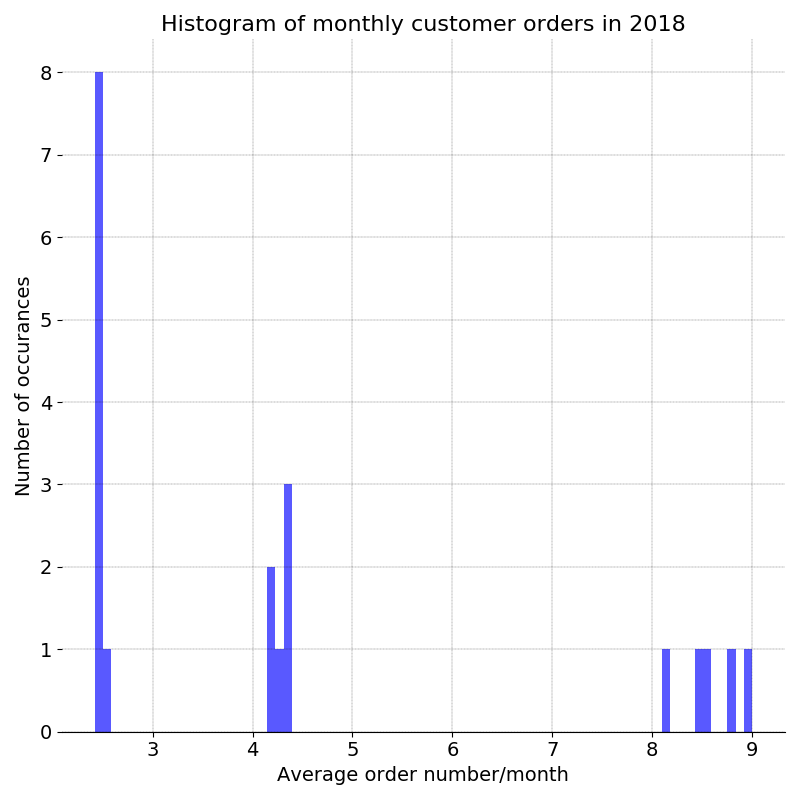 Histogram of monthly customer orders in 2018
Number of occurances
8
7
6
5
4
3
2
1
0
3 4 5 6 7 8 9
Average order number/month